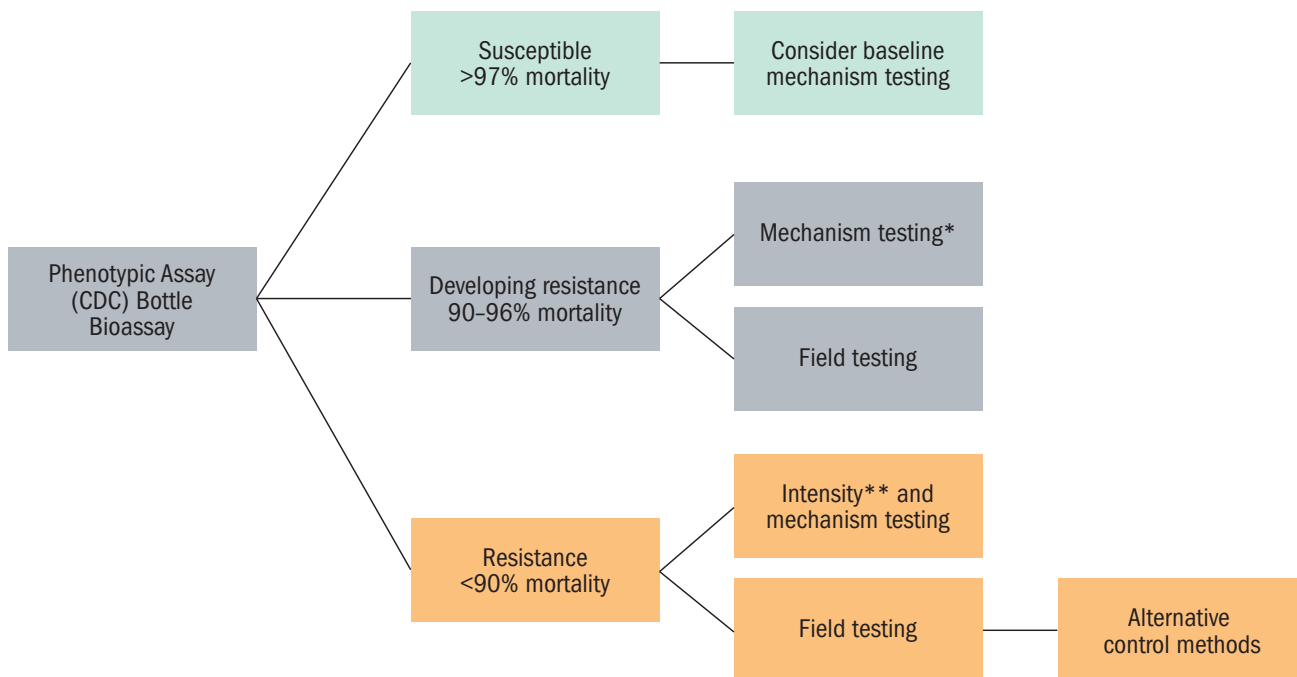 Susceptible
>97% mortality
Consider baseline
mechanism testing
Phenotypic Assay
(CDC) Bottle
Bioassay
Developing resistance
90–96% mortality
Mechanism testing*
Field testing
Resistance
<90% mortality
Intensity** and
mechanism testing
Field testing
Alternative
control methods